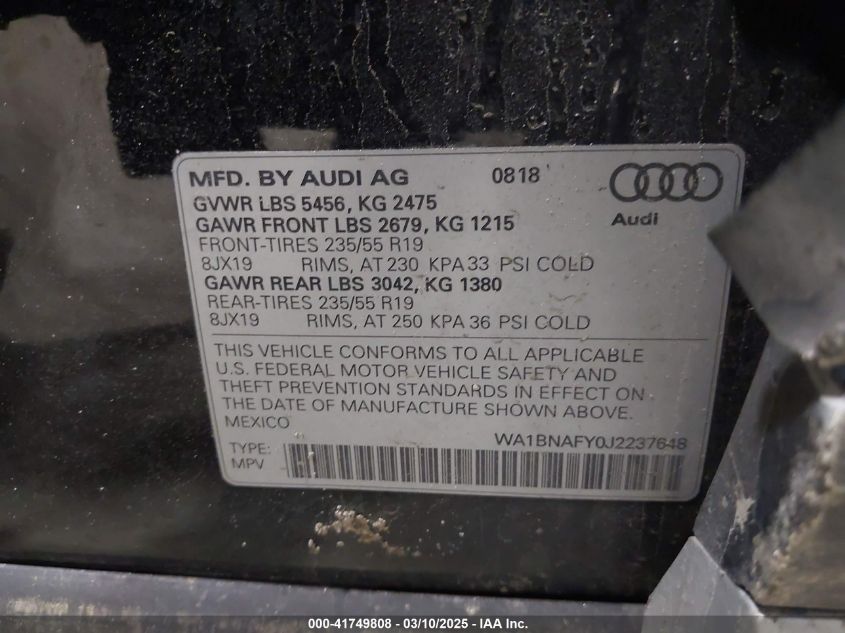 MFD. BY AUDI AG 0818
Audi
GVWR LBS 5456, KG 2475
GAWR FRONT LBS 2679, KG 1215
FRONT-TIRES 235/55 R19
8JX19 RIMS, AT 230 KPA 33 PSI COLD
GAWR REAR LBS 3042, KG 1380
REAR-TIRES 235/55 R19
8JX19 RIMS, AT 250 KPA 36 PSI COLD
THIS VEHICLE CONFORMS TO ALL APPLICABLE
U.S. FEDERAL MOTOR VEHICLE SAFETY AND
THEFT PREVENTION STANDARDS IN EFFECT ON
THE DATE OF MANUFACTURE SHOWN ABOVE.
MEXICO
WA1BNAFY0J2237648
TYPE:
MPV
000-41749808 - 03/10/2025 - IAA Inc.